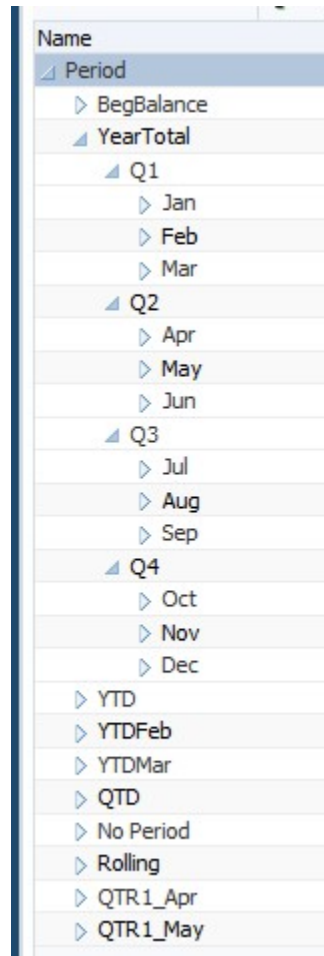 Name
Period
BegBalance
YearTotal
Q1
Jan
Feb
Mar
Q2
Apr
May
Jun
Q3
Jul
Aug
Sep
Q4
Oct
Nov
Dec
YTD
YTDFeb
YTDMar
QTD
No Period
Rolling
QTR1_Apr
QTR1_May